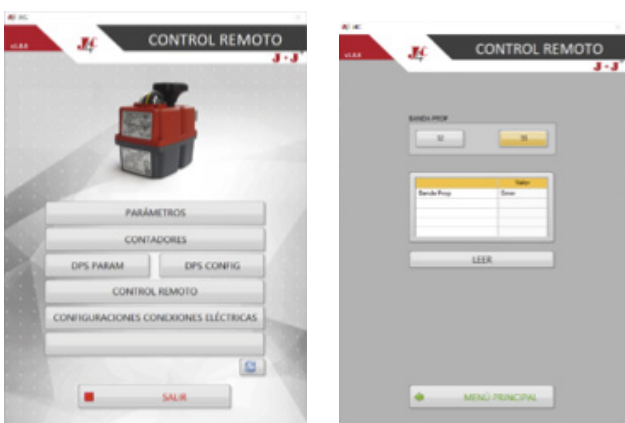 CONTROL REMOTO
J+J
PARÁMETROS
CONTADORES
DPS PARAM
DPS CONFIG
CONTROL REMOTO
CONFIGURACIONES CONEXIONES ELÉCTRICAS
SALIR
CONTROL REMOTO
J+J
BANDA PROP
Valor
Banda Prop
Error
LEER
MENÚ PRINCIPAL